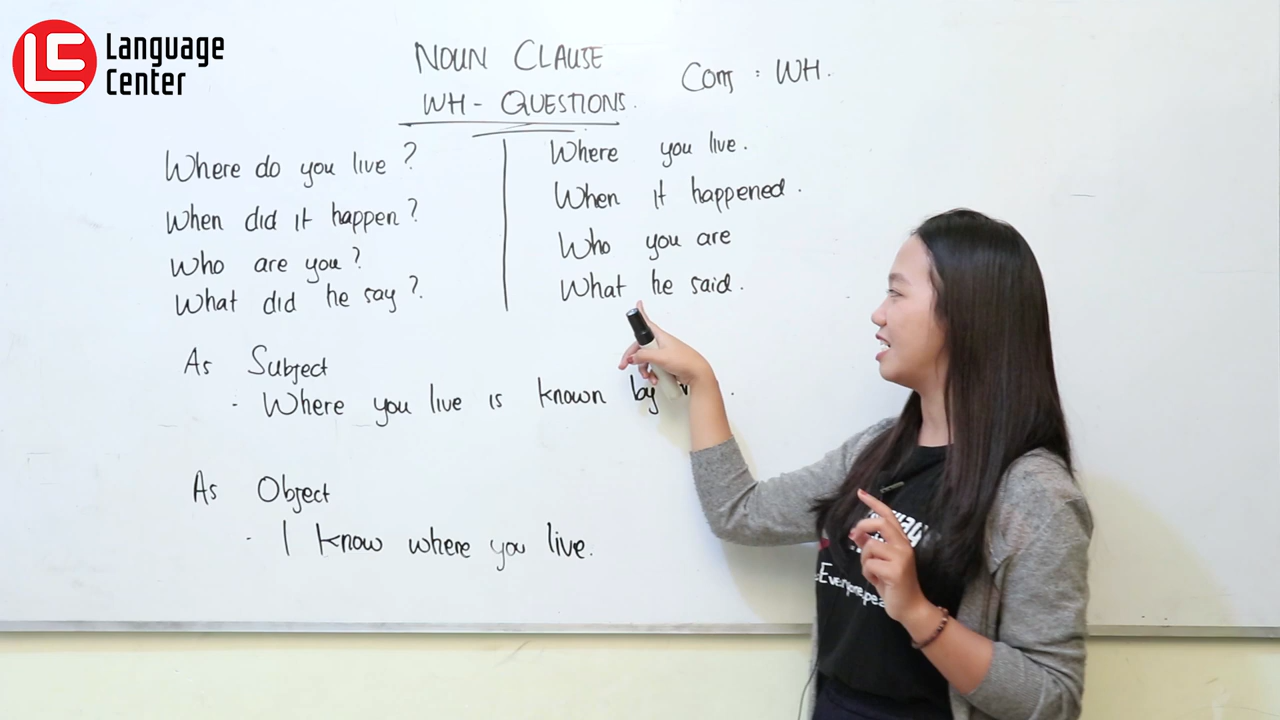 LC Language
Center
NOUN CLAUSE
WH - QUESTIONS.
Conj : WH.
Where do you live ?
When did it happen ?
Who are you ?
What did he say ?
Where you live.
When it happened.
Who you are
What he said.
As Subject
- Where you live is known by
As Object
- I know where you live.